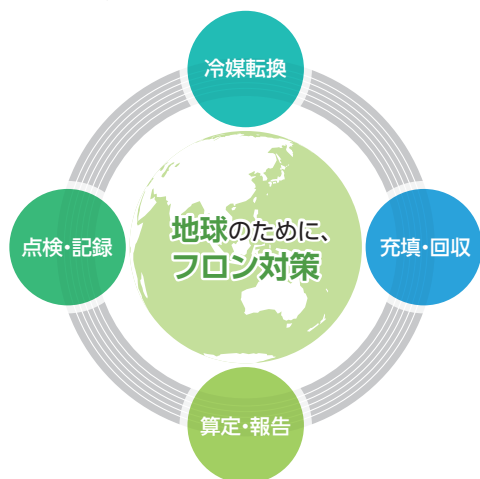 冷媒転換
地球のために、
フロン対策
点検・記録
充填・回収
算定・報告